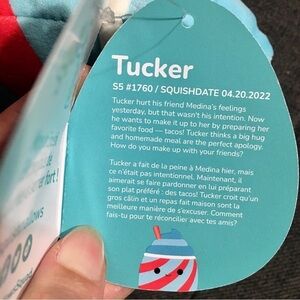 Tucker
S5 #1760 / SQUISHDATE 04.20.2022
Tucker hurt his friend Medina's feelings
yesterday, but that wasn't his intention. Now
he wants to make it up to her by preparing her
favorite food — tacos! Tucker thinks a big hug
and homemade meal are the perfect apology.
How do you make up with your friends?
Tucker a fait de la peine à Medina hier, mais
ce n'était pas intentionnel. Maintenant, il
aimerait se faire pardonner en lui préparant
son plat préféré : des tacos! Tucker croit qu'un
gros câlin et un repas fait maison sont la
meilleure manière de s'excuser. Comment
fais-tu pour te réconcilier avec tes amis?